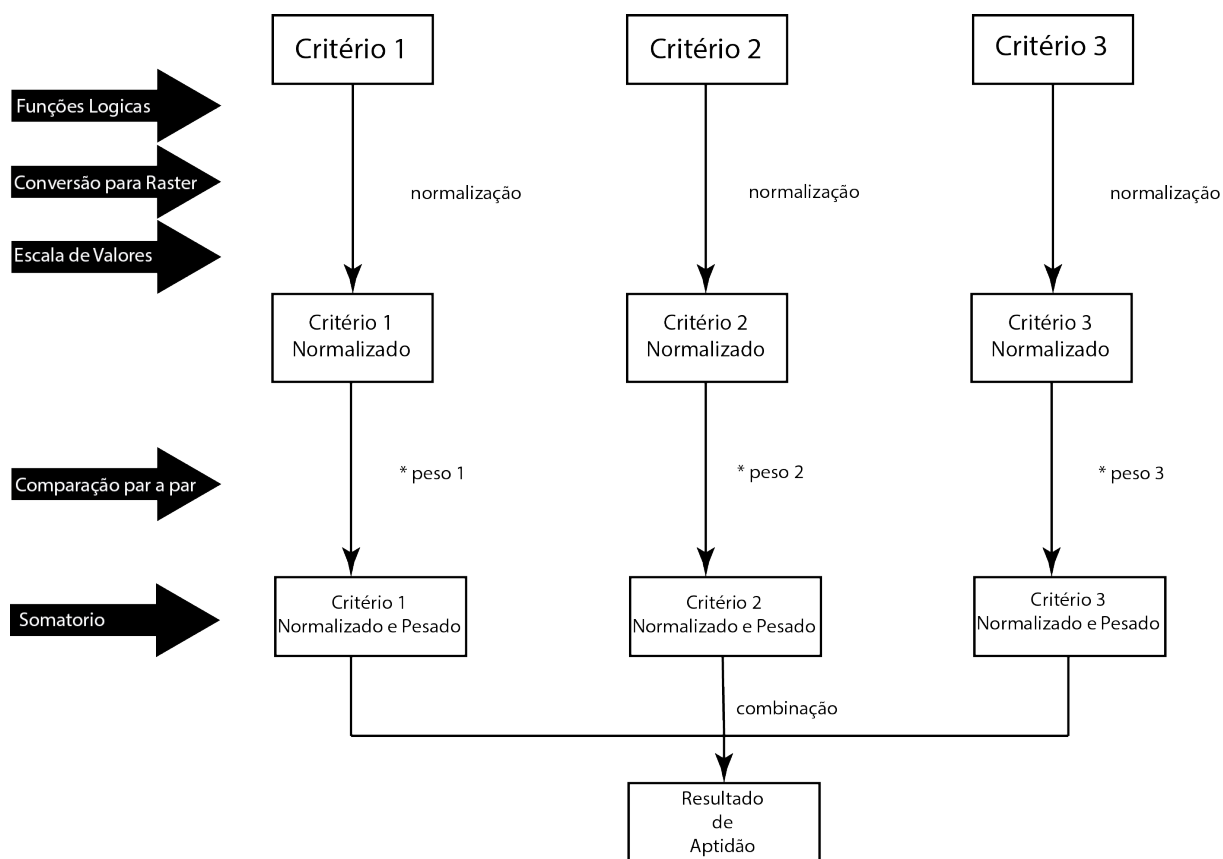 Critério 1
Critério 2
Critério 3
Funções Logicas
Conversão para Raster
normalização
normalização
normalização
Escala de Valores
Critério 1
Normalizado
Critério 2
Normalizado
Critério 3
Normalizado
Comparação par a par
* peso 1
* peso 2
* peso 3
Somatorio
Critério 1
Normalizado e Pesado
Critério 2
Normalizado e Pesado
Critério 3
Normalizado e Pesado
combinação
Resultado
de
Aptidão